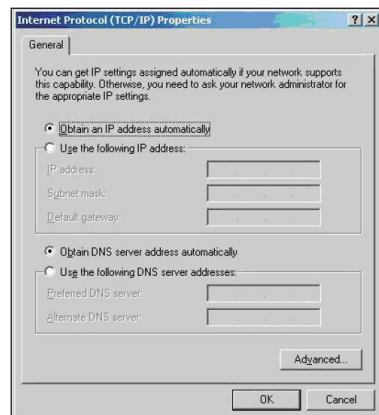 Internet Protocol (TCP/IP) Properties
General
You can get IP settings assigned automatically if your network supports
this capability. Otherwise, you need to ask your network administrator for
the appropriate IP settings.
Obtain an IP address automatically
Use the following IP address:
IP address:
Subnet mask:
Default gateway:
Obtain DNS server address automatically
Use the following DNS server addresses:
Preferred DNS server:
Alternate DNS server:
Advanced...
OK Cancel